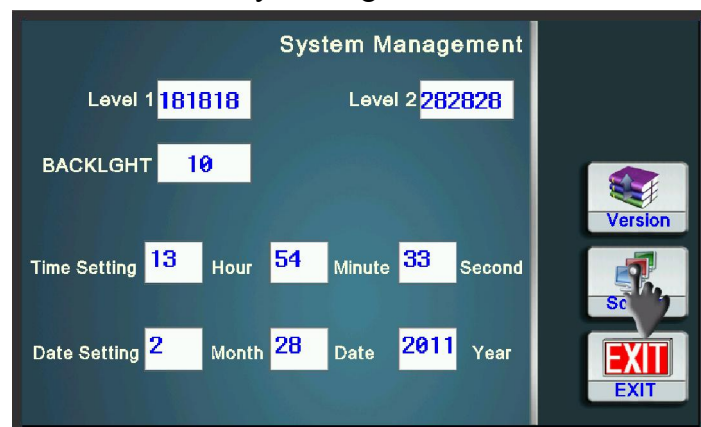 System Management
Level 1 181818 Level 2 282828
BACKLGHT 10
Version
Time Setting 13 Hour 54 Minute 33 Second
Date Setting 2 Month 28 Date 2011 Year
EXIT
EXIT